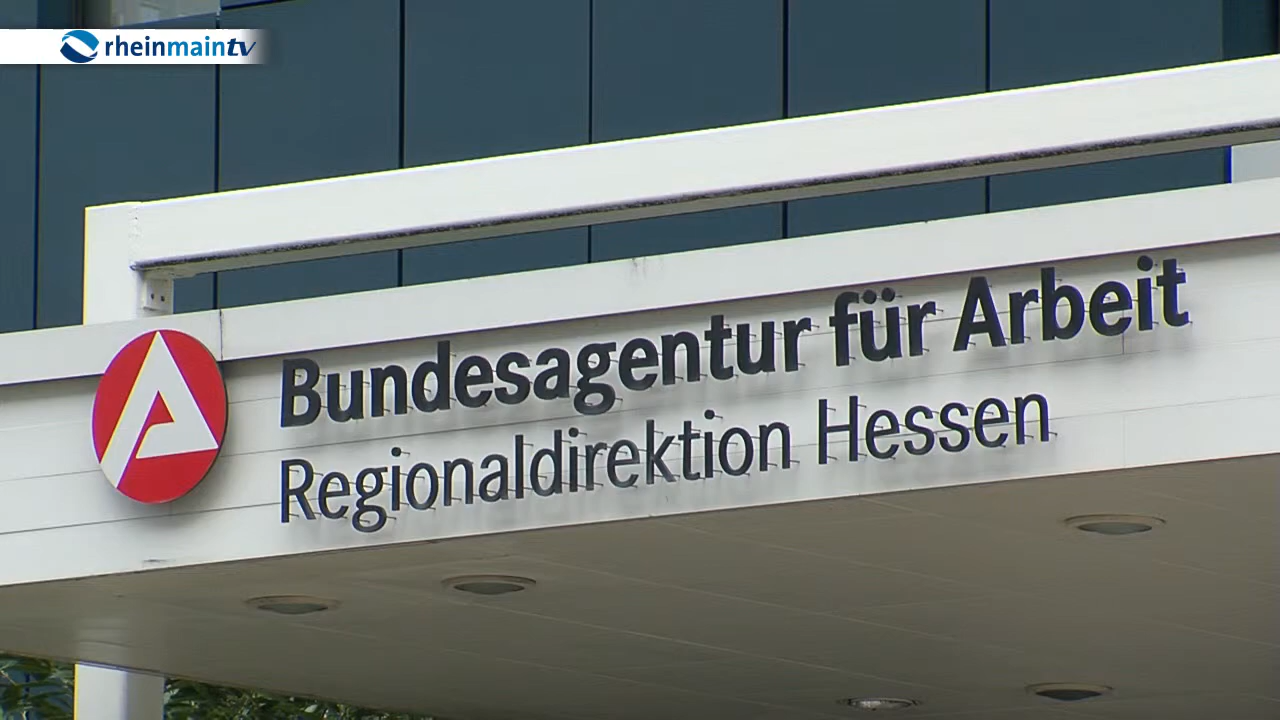 rheinmaintv
Bundesagentur für Arbeit
Regionaldirektion Hessen